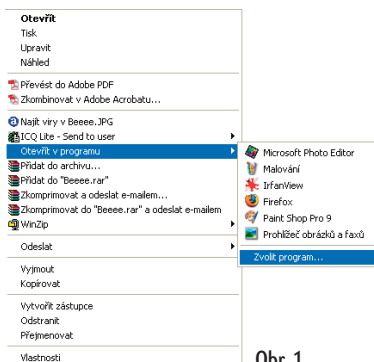 Otevřít
Tisk
Upravit
Náhled
Převést do Adobe PDF
Zkombinovat v Adobe Acrobatu...
Najít viry v Beeee.JPG
ICQ Lite - Send to user
Otevřít v programu
Přidat do archivu...
Přidat do "Beeee.rar"
Zkomprimovat a odeslat e-mailem...
Zkomprimovat do "Beeee.rar" a odeslat e-mailem
WinZip
Odeslat
Vyjmout
Kopírovat
Vytvořit zástupce
Odstranit
Přejmenovat
Vlastnosti
Microsoft Photo Editor
Malování
IrfanView
Firefox
Paint Shop Pro 9
Prohlížeč obrázků a faxů
Zvolit program...
Obr. 1